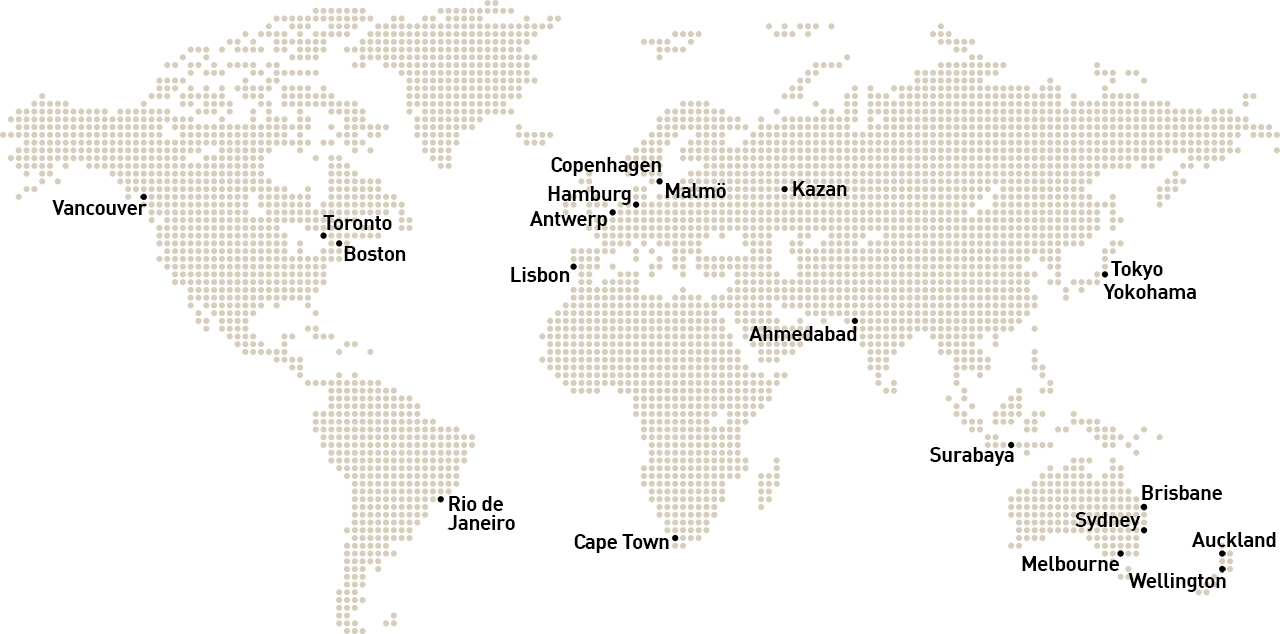 Copenhagen
Malmö
Kazan
Hamburg
Antwerp
Vancouver
Toronto
Boston
Lisbon
Tokyo
Yokohama
Ahmedabad
Surabaya
Rio de
Janeiro
Brisbane
Sydney
Cape Town
Auckland
Melbourne
Wellington